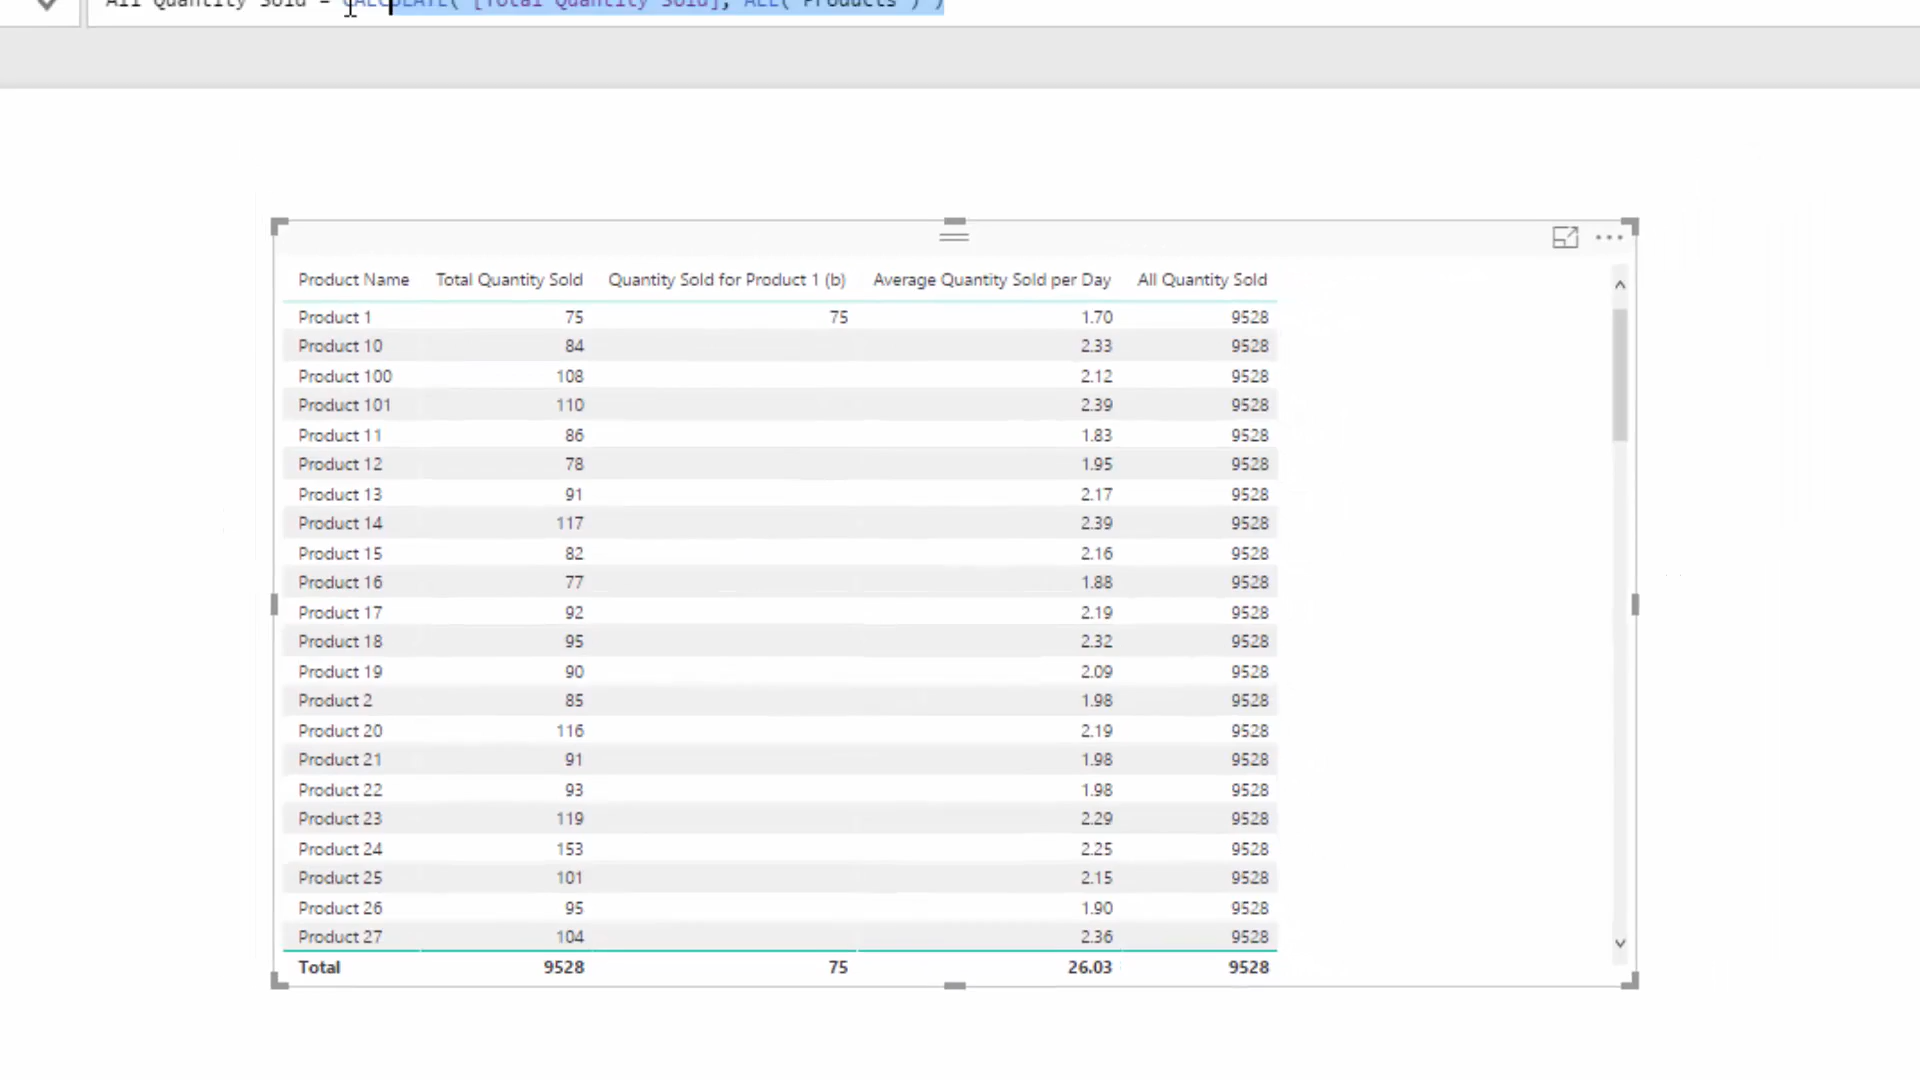 All Quantity Sold = CALCULATE( [Total Quantity Sold], ALL( 'Products' ) )
Product Name Total Quantity Sold Quantity Sold for Product 1 (b) Average Quantity Sold per Day All Quantity Sold
Product 1 75 75 1.70 9528
Product 10 84 2.33 9528
Product 100 108 2.12 9528
Product 101 110 2.39 9528
Product 11 86 1.83 9528
Product 12 78 1.95 9528
Product 13 91 2.17 9528
Product 14 117 2.39 9528
Product 15 82 2.16 9528
Product 16 77 1.88 9528
Product 17 92 2.19 9528
Product 18 95 2.32 9528
Product 19 90 2.09 9528
Product 2 85 1.98 9528
Product 20 116 2.19 9528
Product 21 91 1.98 9528
Product 22 93 1.98 9528
Product 23 119 2.29 9528
Product 24 153 2.25 9528
Product 25 101 2.15 9528
Product 26 95 1.90 9528
Product 27 104 2.36 9528
Total 9528 75 26.03 9528